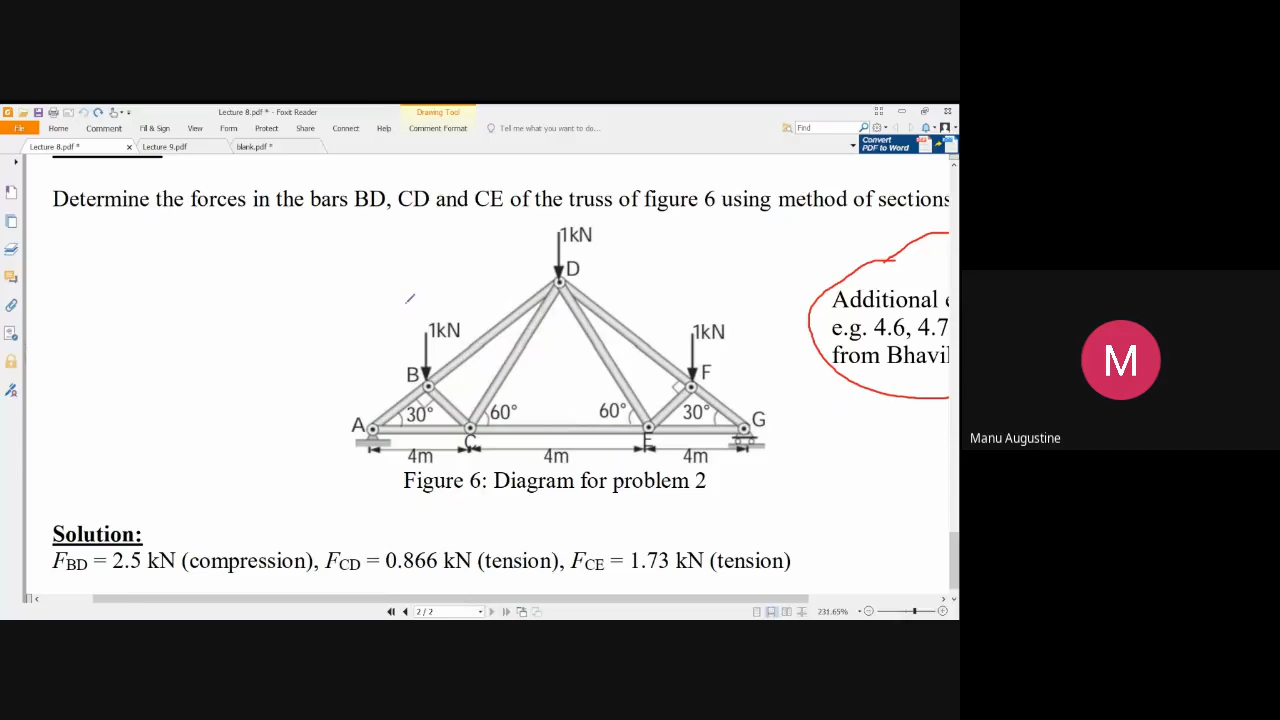 Lecture 8.pdf * - Foxit Reader
Drawing Tool
File Home Comment Fill & Sign View Form Protect Share Connect Help Comment Format Tell me what you want to do... Find
Lecture 8.pdf * Lecture 9.pdf blank.pdf * Convert
PDF to Word
Determine the forces in the bars BD, CD and CE of the truss of figure 6 using method of sections
1kN
D
1kN
1kN
B
F
A
30°
60°
60°
30°
G
C
E
4m
4m
4m
Figure 6: Diagram for problem 2
Additional
e.g. 4.6, 4.7
from
Solution:
FBD = 2.5 kN (compression), FCD = 0.866 kN (tension), FCE = 1.73 kN (tension)
2 / 2
231.65%
M
Manu Augustine